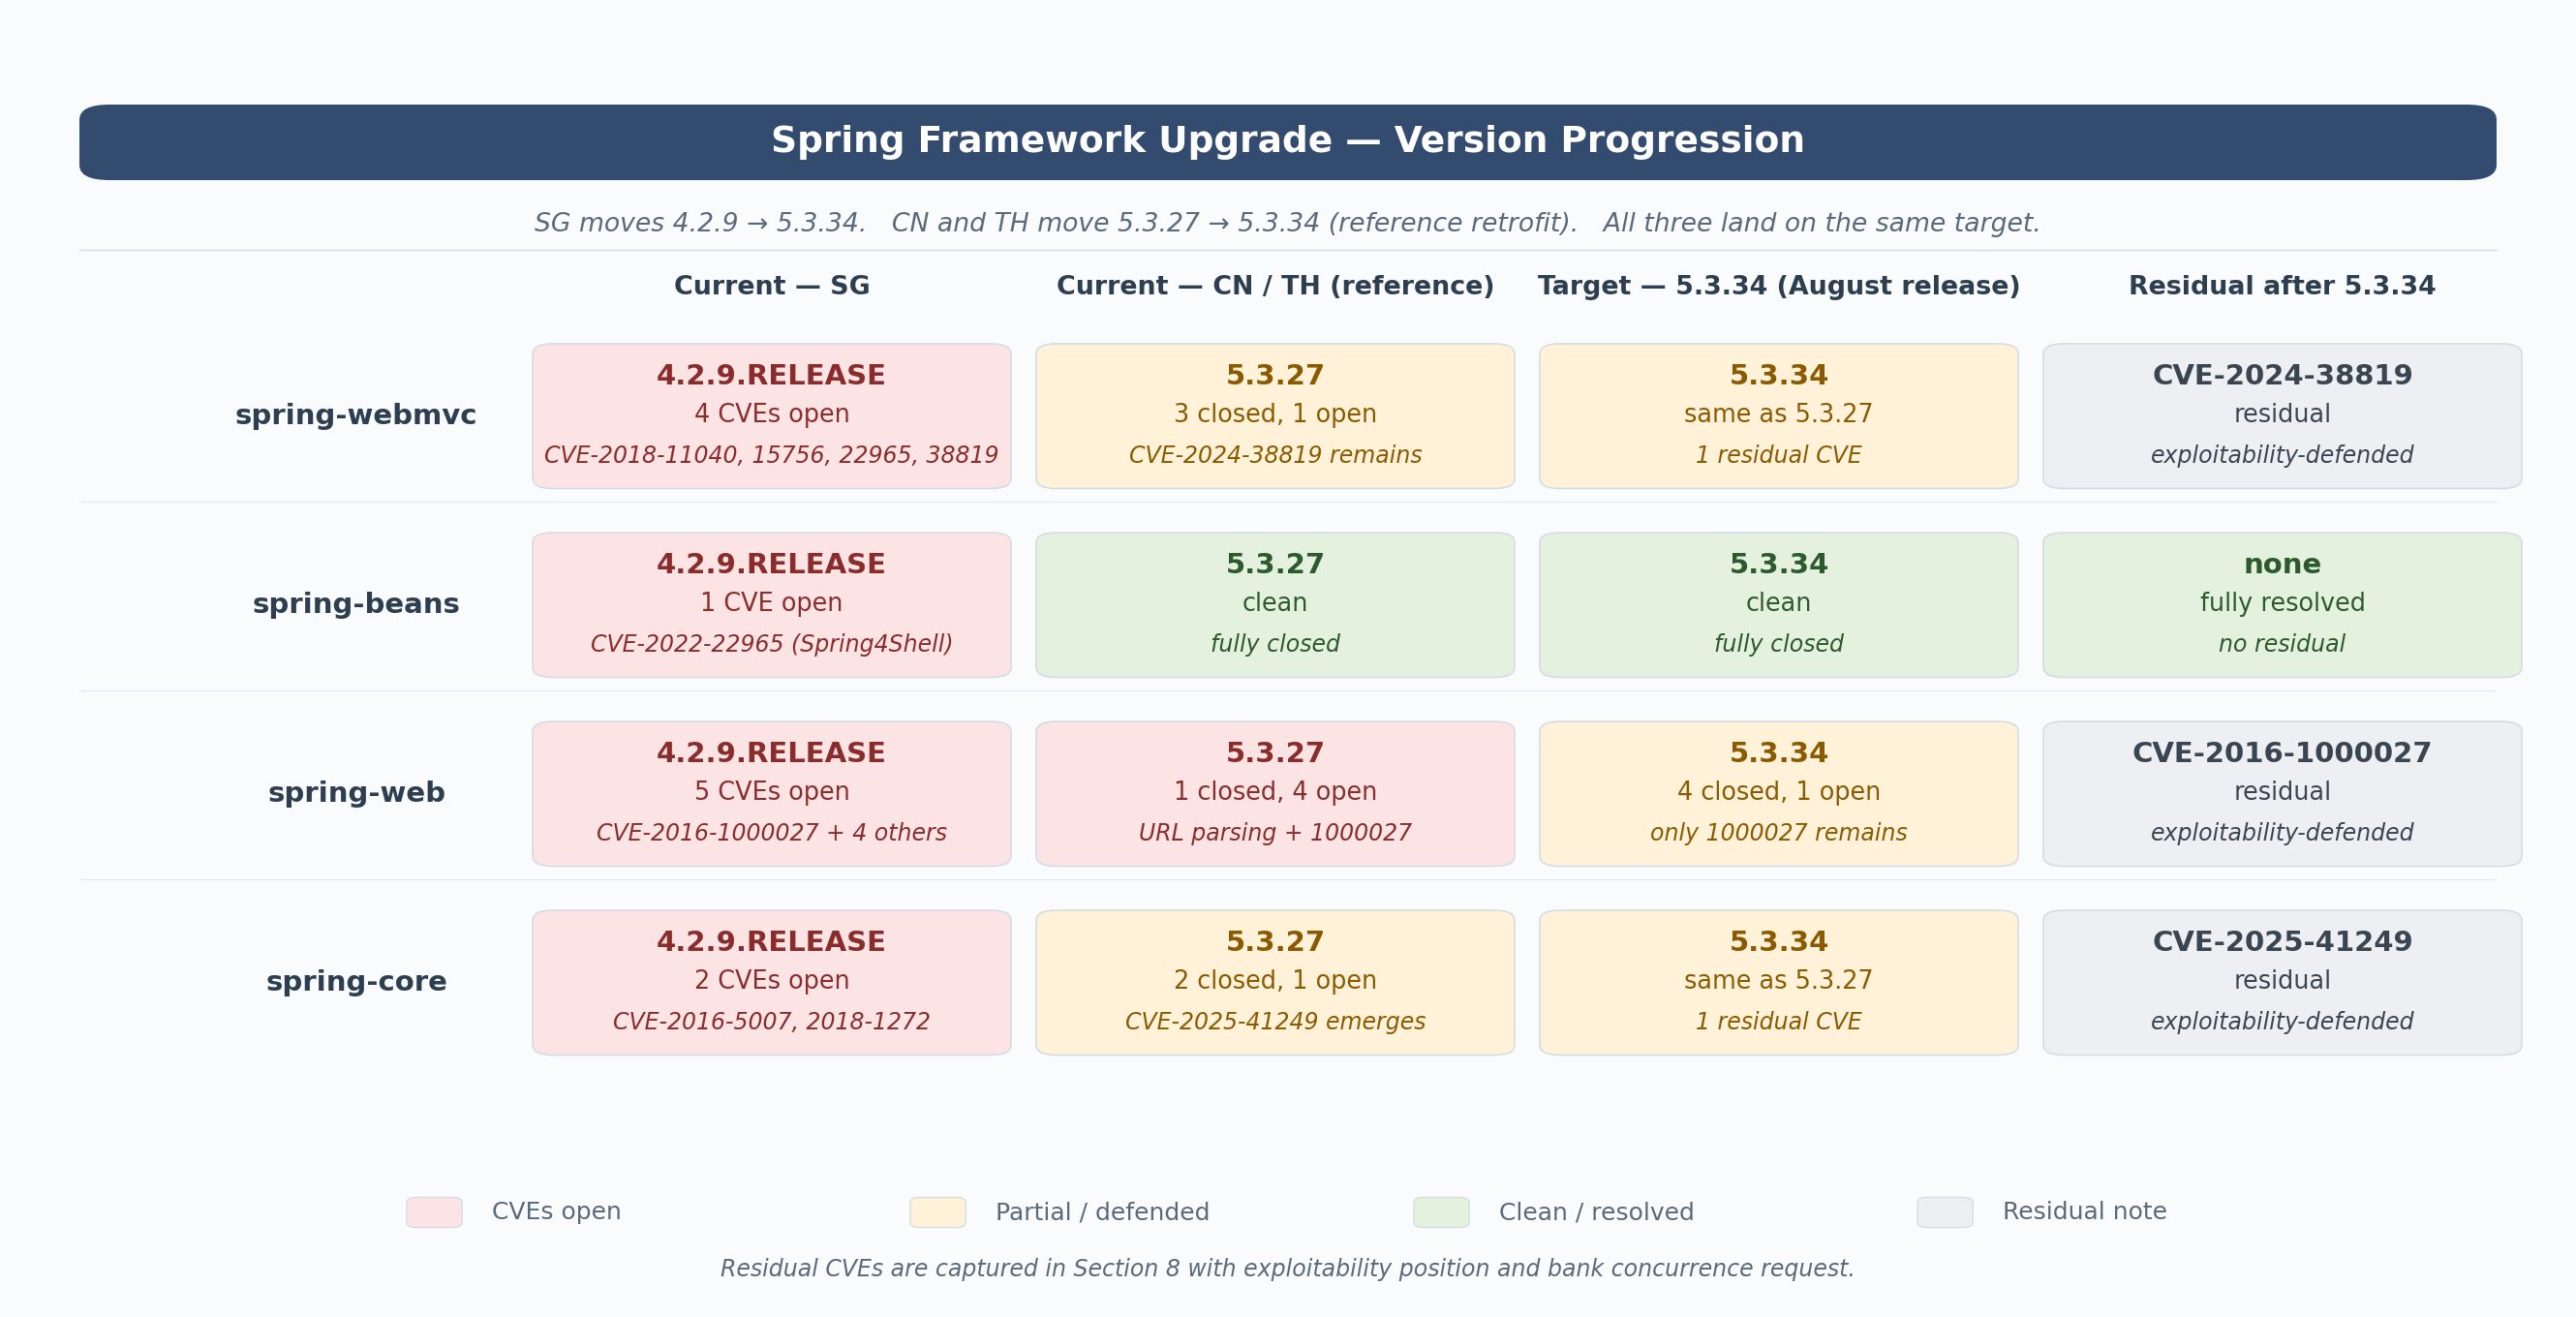 Spring Framework Upgrade — Version Progression
SG moves 4.2.9 → 5.3.34.   CN and TH move 5.3.27 → 5.3.34 (reference retrofit).   All three land on the same target.
Current — SG
Current — CN / TH (reference)
Target — 5.3.34 (August release)
Residual after 5.3.34
spring-webmvc
4.2.9.RELEASE
4 CVEs open
CVE-2018-11040, 15756, 22965, 38819
5.3.27
3 closed, 1 open
CVE-2024-38819 remains
5.3.34
same as 5.3.27
1 residual CVE
CVE-2024-38819
residual
exploitability-defended
spring-beans
4.2.9.RELEASE
1 CVE open
CVE-2022-22965 (Spring4Shell)
5.3.27
clean
fully closed
5.3.34
clean
fully closed
none
fully resolved
no residual
spring-web
4.2.9.RELEASE
5 CVEs open
CVE-2016-1000027 + 4 others
5.3.27
1 closed, 4 open
URL parsing + 1000027
5.3.34
4 closed, 1 open
only 1000027 remains
CVE-2016-1000027
residual
exploitability-defended
spring-core
4.2.9.RELEASE
2 CVEs open
CVE-2016-5007, 2018-1272
5.3.27
2 closed, 1 open
CVE-2025-41249 emerges
5.3.34
same as 5.3.27
1 residual CVE
CVE-2025-41249
residual
exploitability-defended
CVEs open
Partial / defended
Clean / resolved
Residual note
Residual CVEs are captured in Section 8 with exploitability position and bank concurrence request.